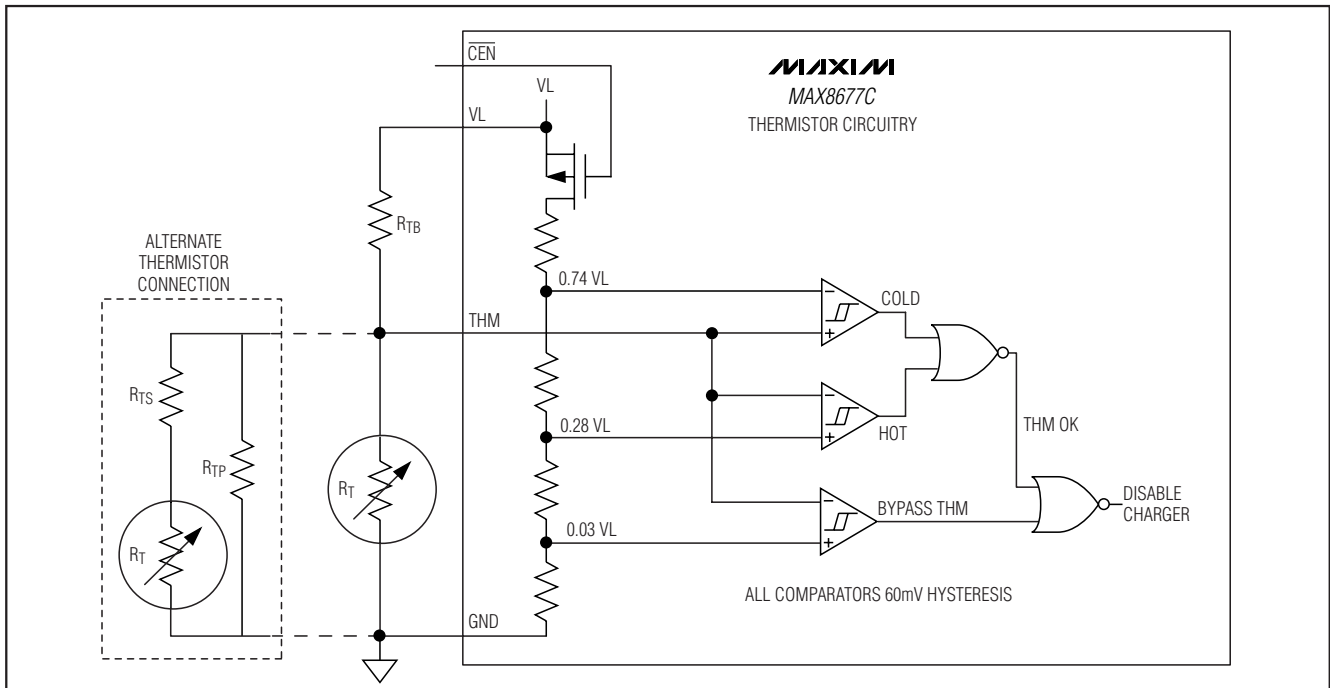 CEN
MAXIM
MAX8677C
THERMISTOR CIRCUITRY
VL
VL
RTB
ALTERNATE
THERMISTOR
CONNECTION
0.74 VL
COLD
THM
RTS
RTP
RT
RT
0.28 VL
HOT
THM OK
BYPASS THM
DISABLE
CHARGER
0.03 VL
ALL COMPARATORS 60mV HYSTERESIS
GND